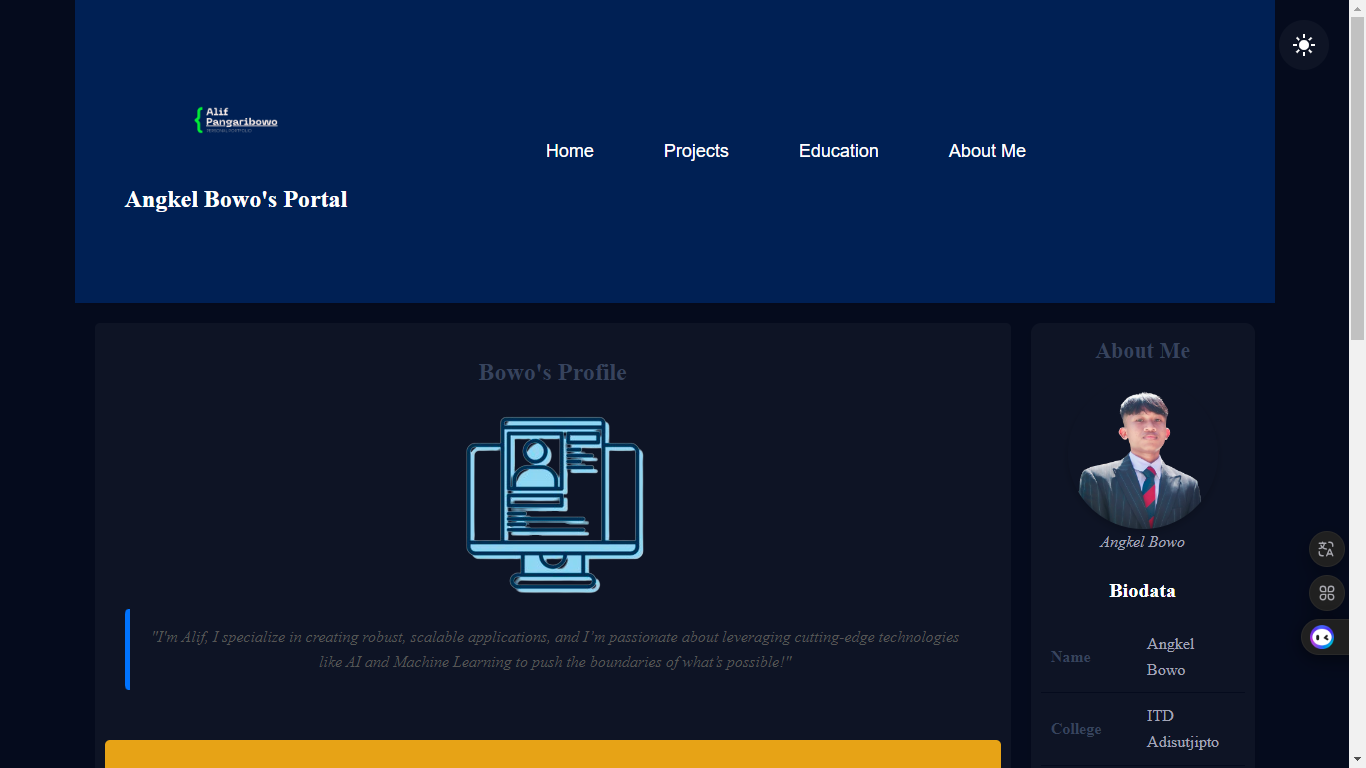 Alif
Pangaribowo
Angkel Bowo's Portal
Home
Projects
Education
About Me
Bowo's Profile
"I'm Alif, I specialize in creating robust, scalable applications, and I'm passionate about leveraging cutting-edge technologies
like AI and Machine Learning to push the boundaries of what's possible!"
About Me
Angkel Bowo
Biodata
Name
Angkel
Bowo
College
ITD
Adisutjipto